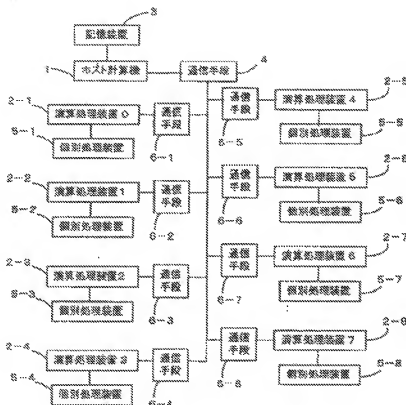 3
記憶装置
4
1
ホスト計算機
通信手段
2-1
演算処理装置0
通信手段
5-1
個別処理装置
6-1
2-2
演算処理装置1
通信手段
5-2
個別処理装置
6-2
2-3
演算処理装置2
通信手段
5-3
個別処理装置
6-3
2-4
演算処理装置3
通信手段
5-4
個別処理装置
6-4
通信手段
演算処理装置4
2-5
6-5
個別処理装置
5-5
通信手段
演算処理装置5
2-6
6-6
個別処理装置
5-6
通信手段
演算処理装置6
2-7
6-7
個別処理装置
5-7
通信手段
演算処理装置7
2-8
6-8
個別処理装置
5-8